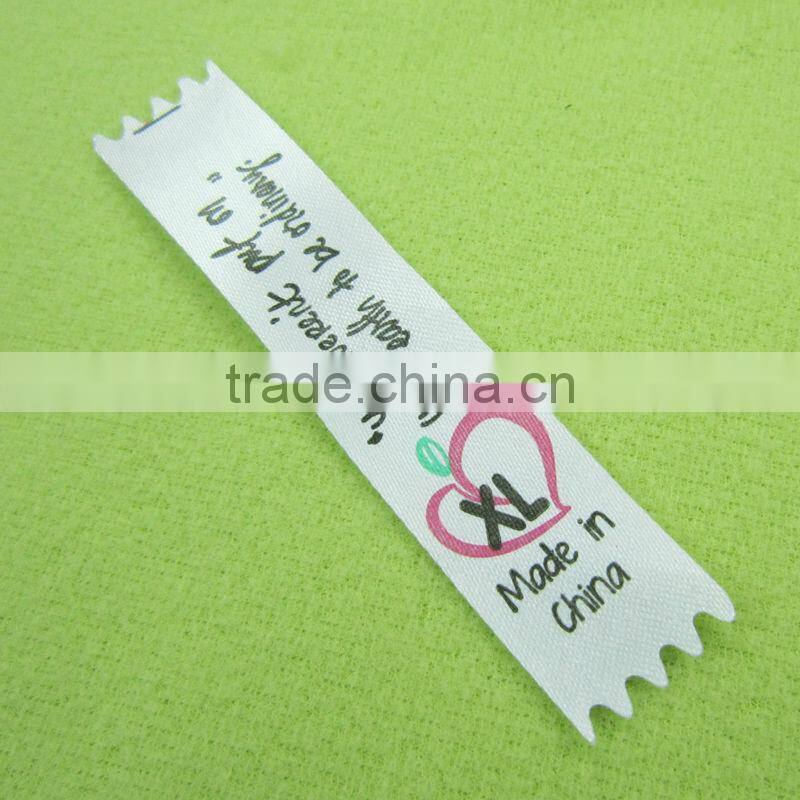 "u put on
earth to be ordinary."
trade.china.cn
XL
Made in
China